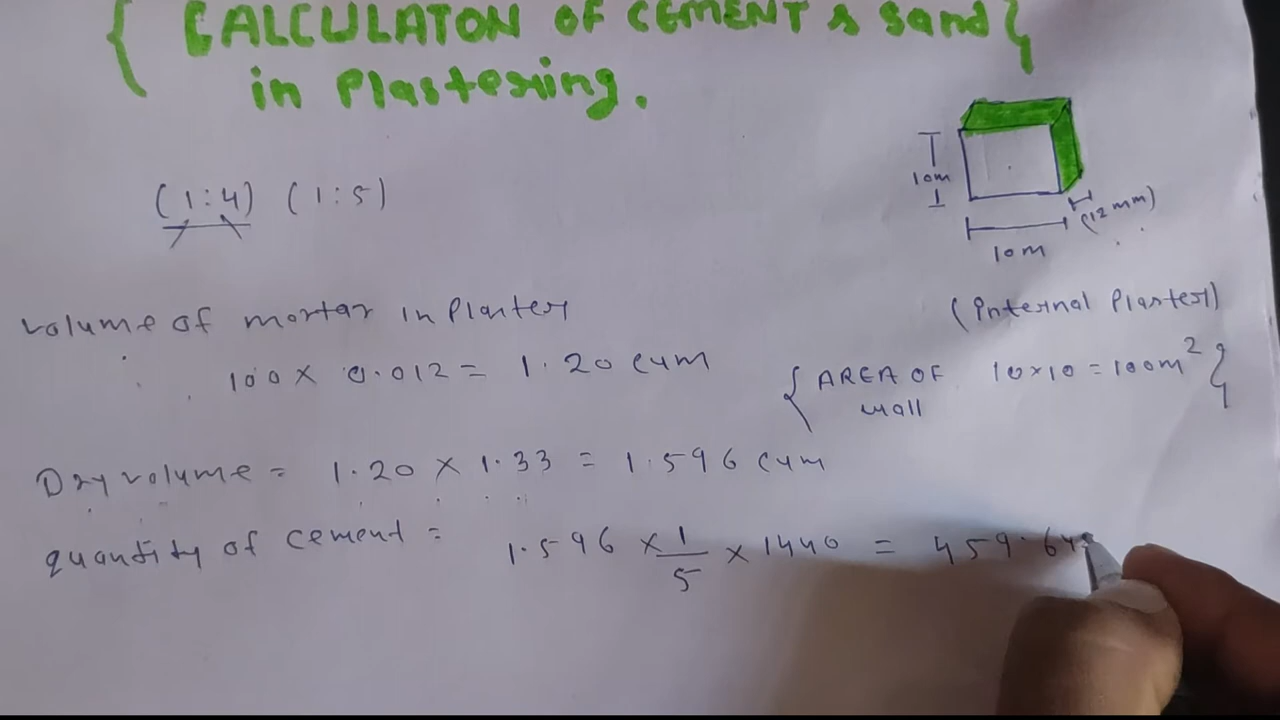 { CALCULATON OF CEMENT & Sand }
in Plastering.
10m
(12 mm)
10m
(1:4) (1:5)
(internal Plaster)
volume of mortar in Plaster
100 x 0.012 = 1.20 cum
{ AREA OF 10x10 = 100m² }
wall
Dry volume = 1.20 x 1.33 = 1.596 cum
quantity of cement = 1.596 x 1/5 x 1440 = 459.64